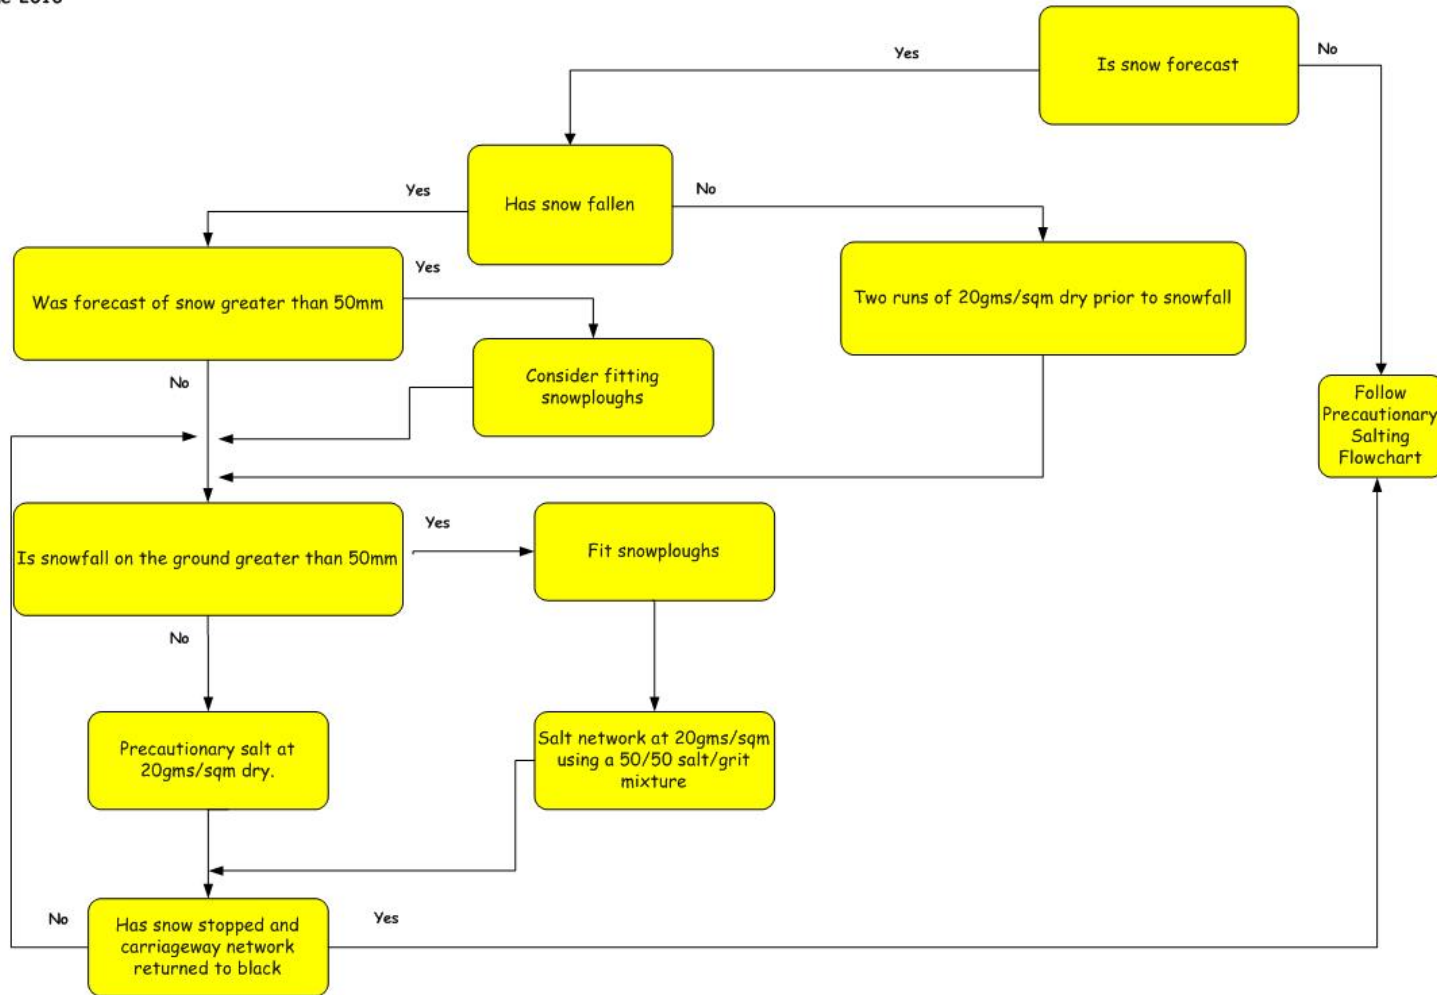 2010
Is snow forecast
Yes
No
Has snow fallen
Yes
No
Was forecast of snow greater than 50mm
Yes
No
Two runs of 20gms/sqm dry prior to snowfall
Consider fitting
snowploughs
Follow
Precautionary
Salting
Flowchart
Is snowfall on the ground greater than 50mm
Yes
No
Fit snowploughs
Precautionary salt at
20gms/sqm dry.
Salt network at 20gms/sqm
using a 50/50 salt/grit
mixture
Has snow stopped and
carriageway network
returned to black
No
Yes